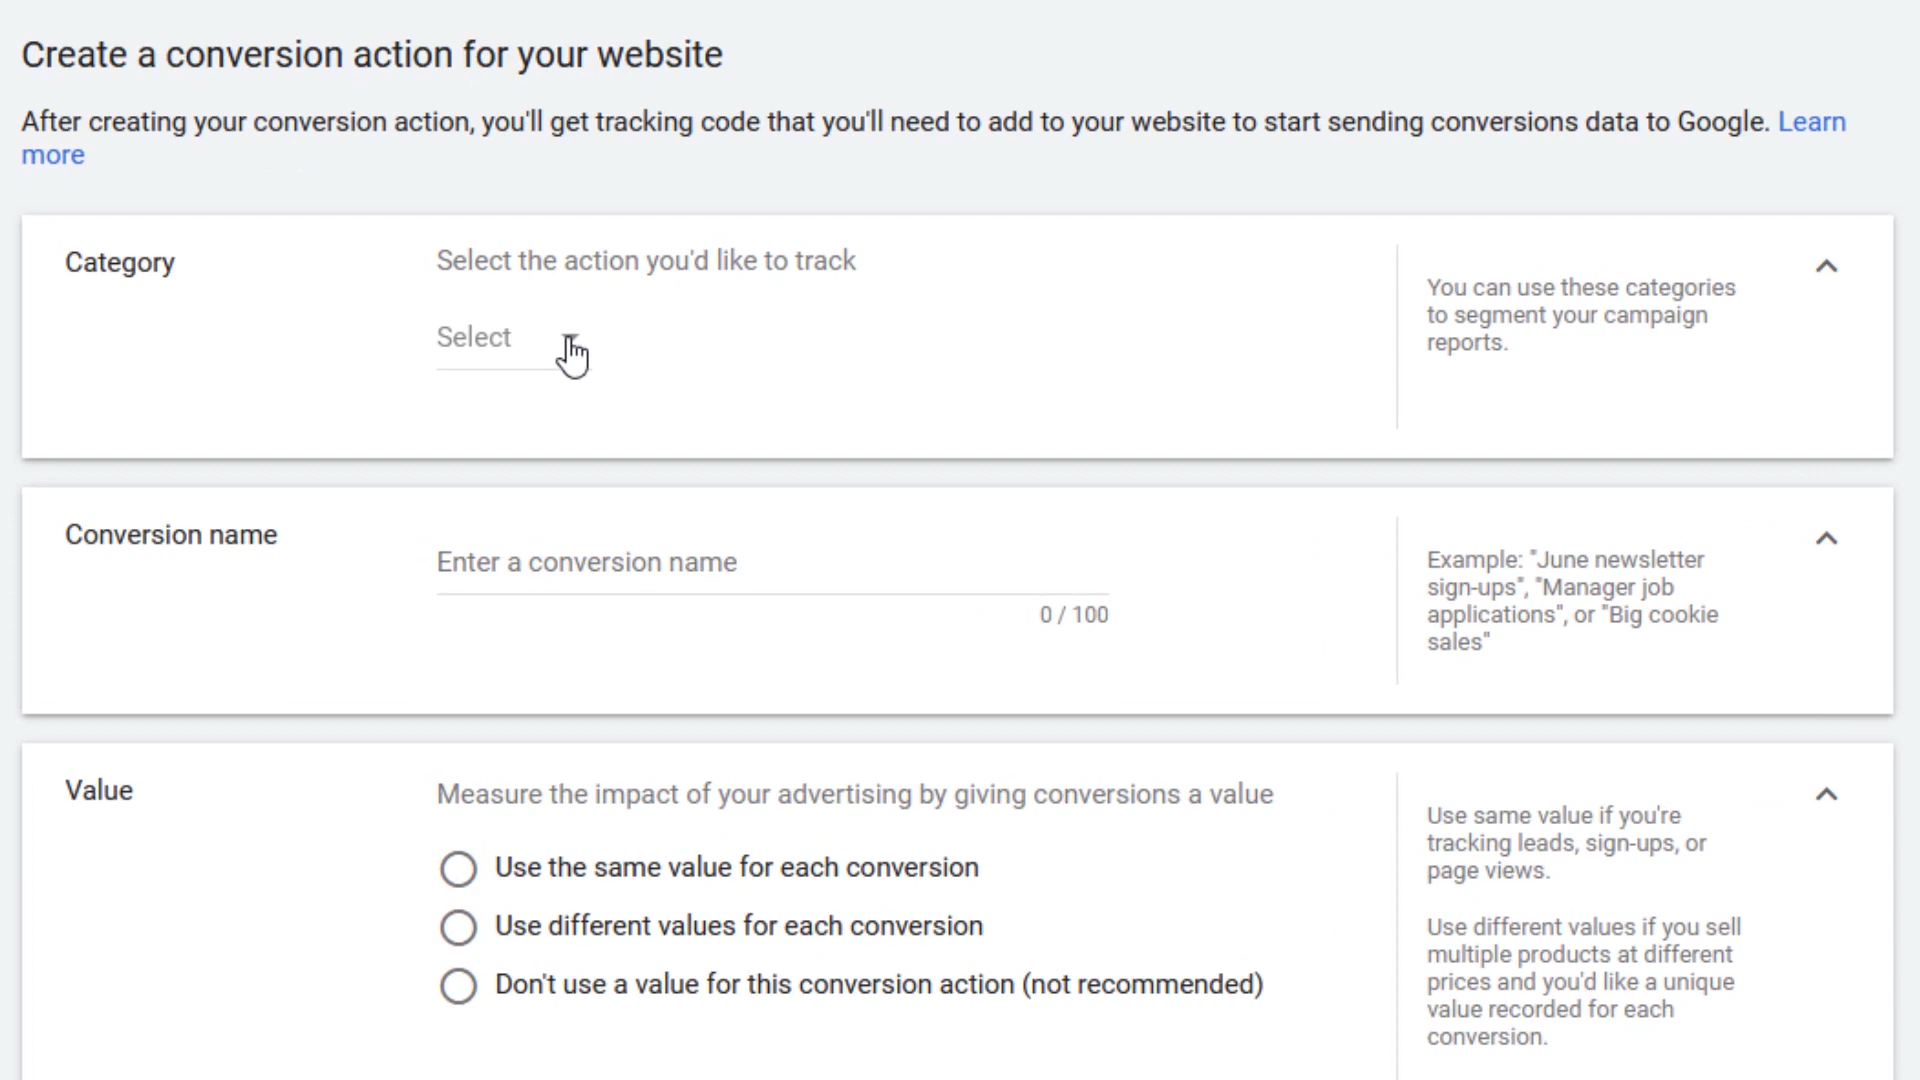 Create a conversion action for your website
After creating your conversion action, you'll get tracking code that you'll need to add to your website to start sending conversions data to Google. Learn
more
Category
Select the action you'd like to track
Select
You can use these categories
to segment your campaign
reports.
Conversion name
Enter a conversion name
0 / 100
Example: "June newsletter
sign-ups", "Manager job
applications", or "Big cookie
sales"
Value
Measure the impact of your advertising by giving conversions a value
Use the same value for each conversion
Use different values for each conversion
Don't use a value for this conversion action (not recommended)
Use same value if you're
tracking leads, sign-ups, or
page views.
Use different values if you sell
multiple products at different
prices and you'd like a unique
value recorded for each
conversion.